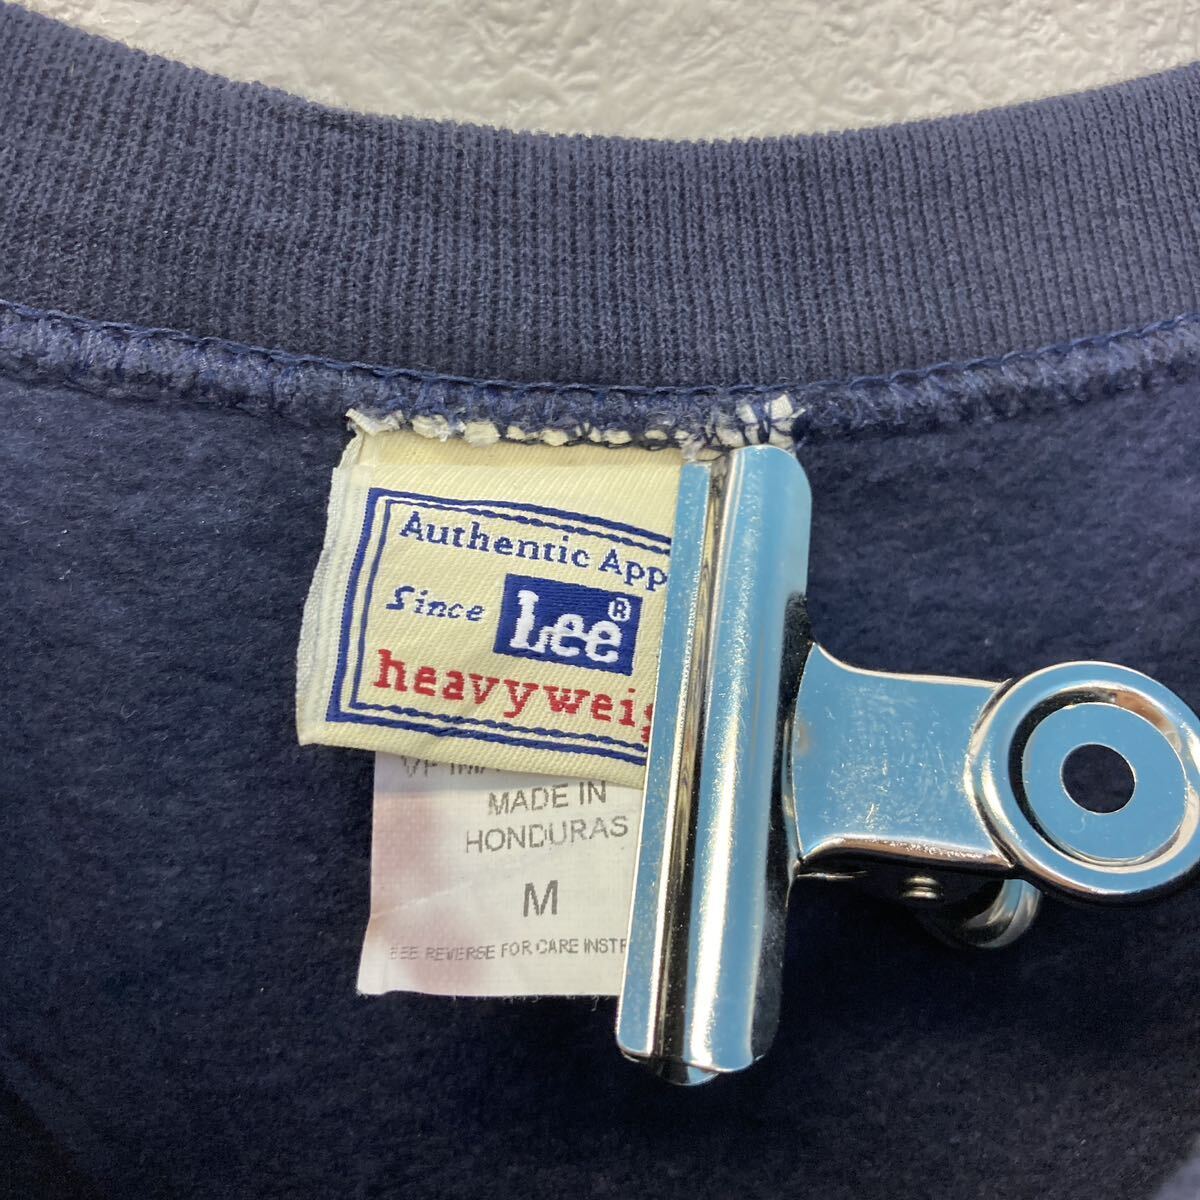 Authentic App
Since Lee®
heavyweig
MADE IN
HONDURAS
M
SEE REVERSE FOR CARE INSTR